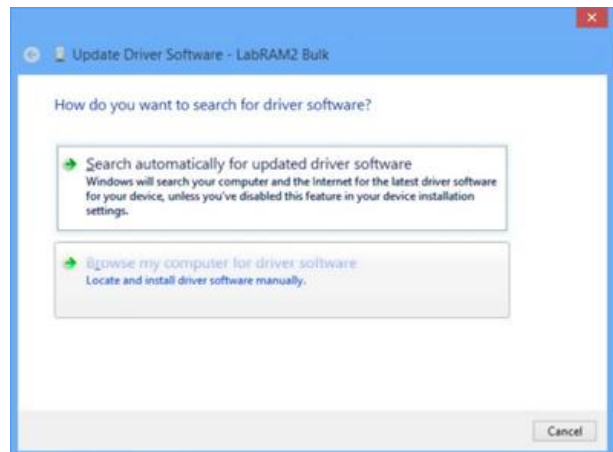 Update Driver Software - LabRAM2 Bulk
How do you want to search for driver software?
Search automatically for updated driver software
Windows will search your computer and the Internet for the latest driver software
for your device, unless you've disabled this feature in your device installation
settings.
Browse my computer for driver software
Locate and install driver software manually.
Cancel